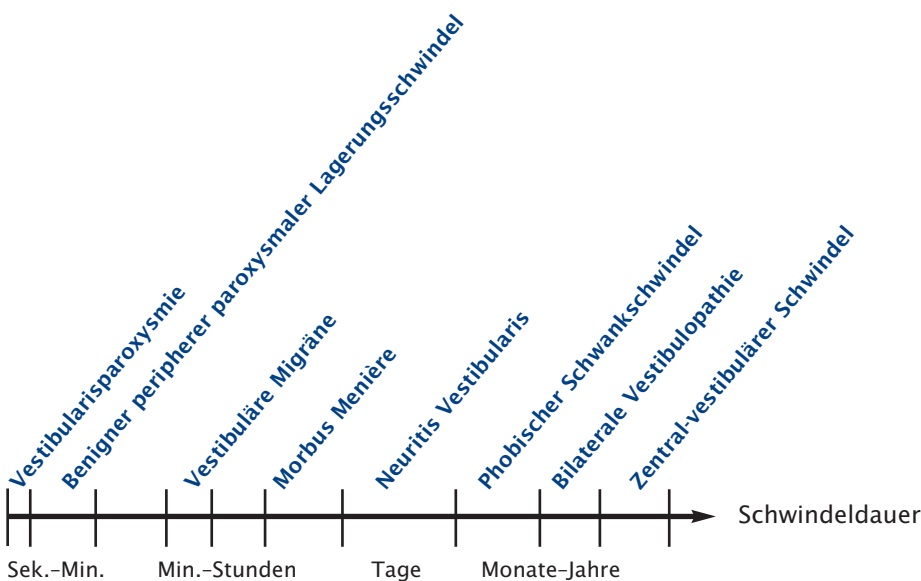 Vestibularisparoxysmie
Benigner peripherer paroxysmaler Lagerungsschwindel
Vestibuläre Migräne
Morbus Menière
Neuritis Vestibularis
Phobischer Schwankschwindel
Bilaterale Vestibulopathie
Zentral-vestibulärer Schwindel
Schwindeldauer
Sek.–Min.
Min.–Stunden
Tage
Monate–Jahre